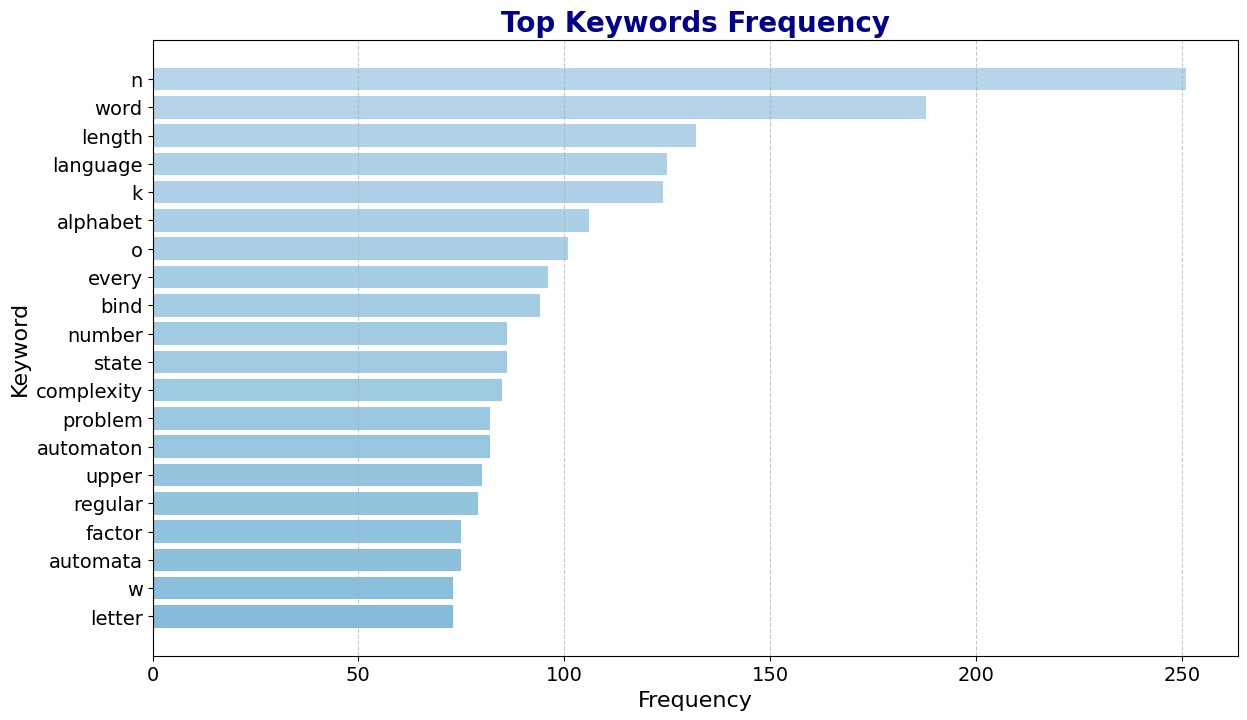 Top Keywords Frequency
Keyword
n
word
length
language
k
alphabet
o
every
bind
number
state
complexity
problem
automaton
upper
regular
factor
automata
w
letter
0 50 100 150 200 250
Frequency